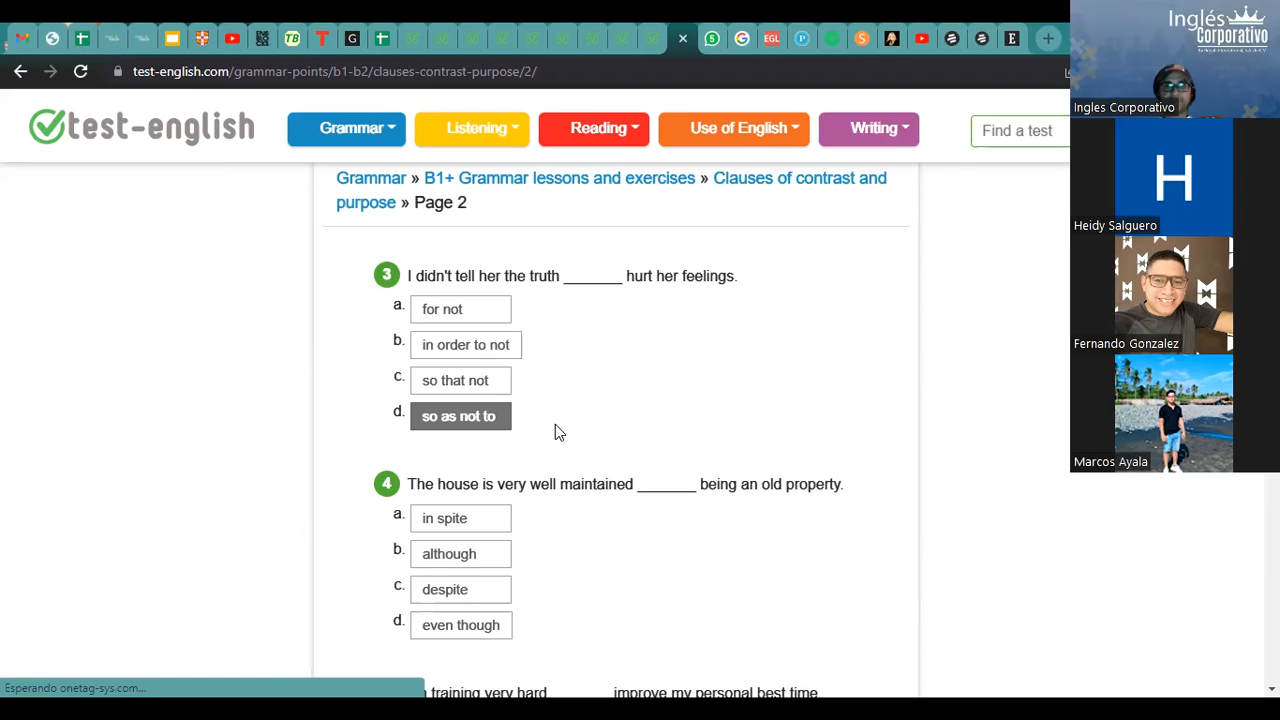 test-english.com/grammar-points/b1-b2/clauses-contrast-purpose/2/
Inglés
Corporativo
Ingles Corporativo
test-english
Grammar
Listening
Reading
Use of English
Writing
Find a test
Grammar » B1+ Grammar lessons and exercises » Clauses of contrast and
purpose » Page 2
3 I didn't tell her the truth _______ hurt her feelings.
a. for not
b. in order to not
c. so that not
d. so as not to
4 The house is very well maintained _______ being an old property.
a. in spite
b. although
c. despite
d. even though
training very hard _______ improve my personal best time
Esperando onetag-sys.com...
H
Heidy Salguero
Fernando Gonzalez
Marcos Ayala